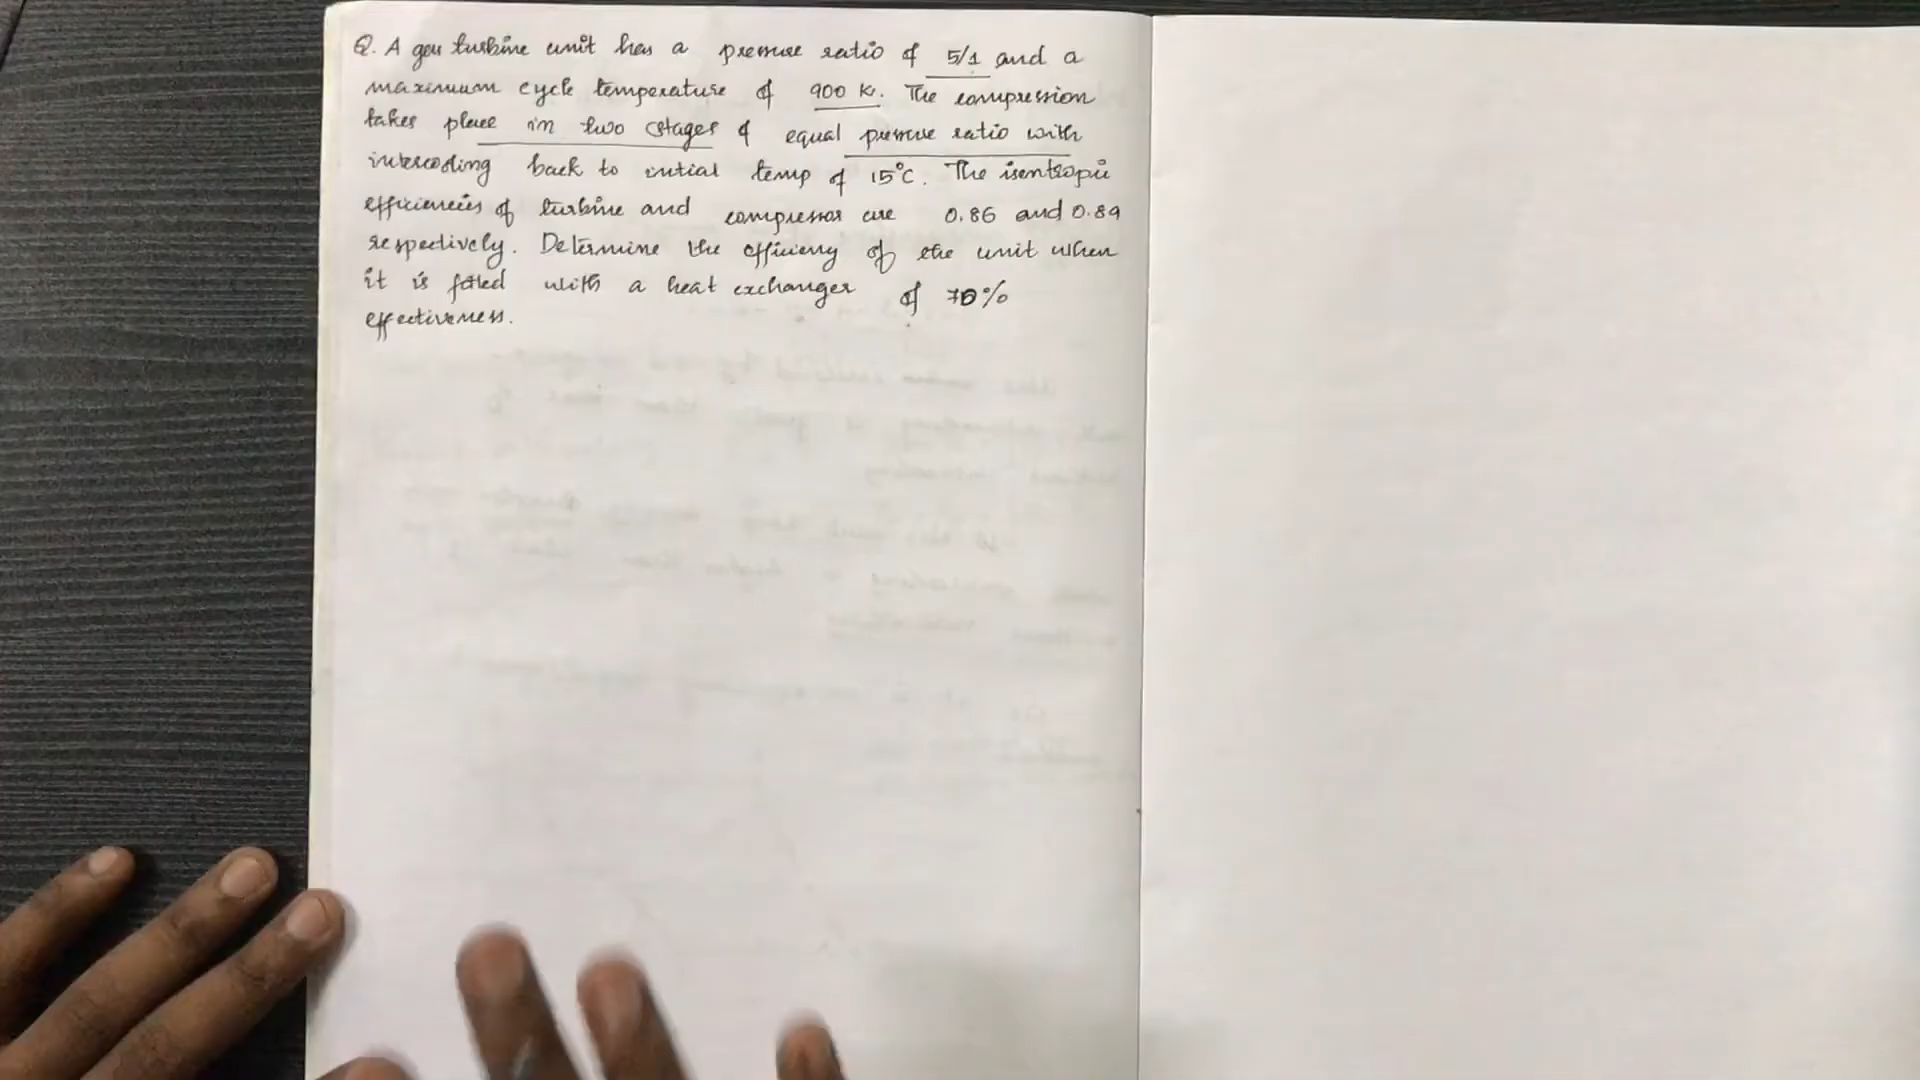 Q. A gas turbine unit has a pressure ratio of 5/1 and a
maximum cycle temperature of 900 K. The compression
takes place in two stages of equal pressure ratio with
intercooling back to intial temp of 15°C. The isentropic
efficiencies of turbine and compressor are 0.86 and 0.89
respectively. Determine the efficieny of the unit when
it is fitted with a heat exchanger of 70%
effectiveness.